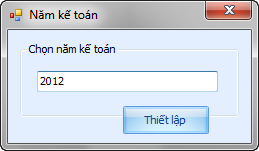 Năm kế toán
Chọn năm kế toán
2012
Thiết lập